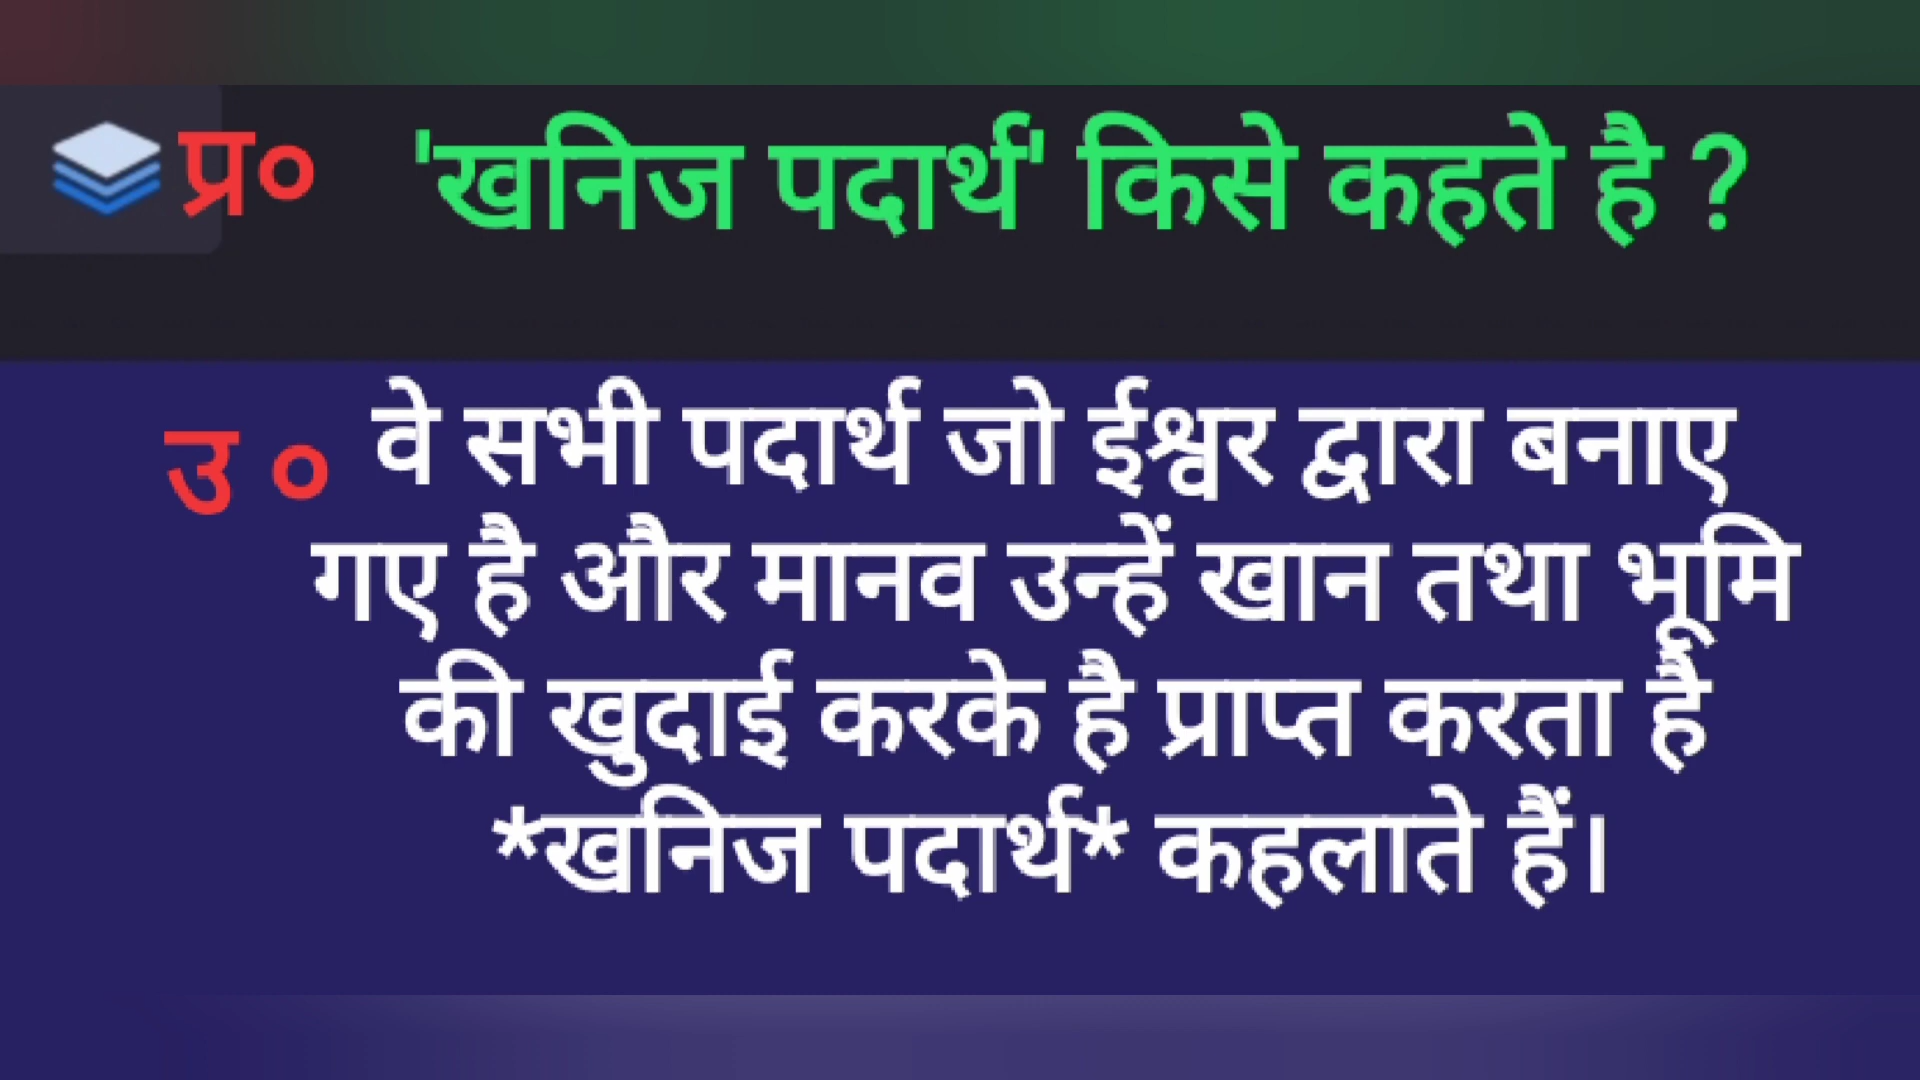 प्र० 'खनिज पदार्थ' किसे कहते है ?
उ ० वे सभी पदार्थ जो ईश्वर द्वारा बनाए
गए है और मानव उन्हें खान तथा भूमि
की खुदाई करके है प्राप्त करता है
*खनिज पदार्थ* कहलाते हैं।